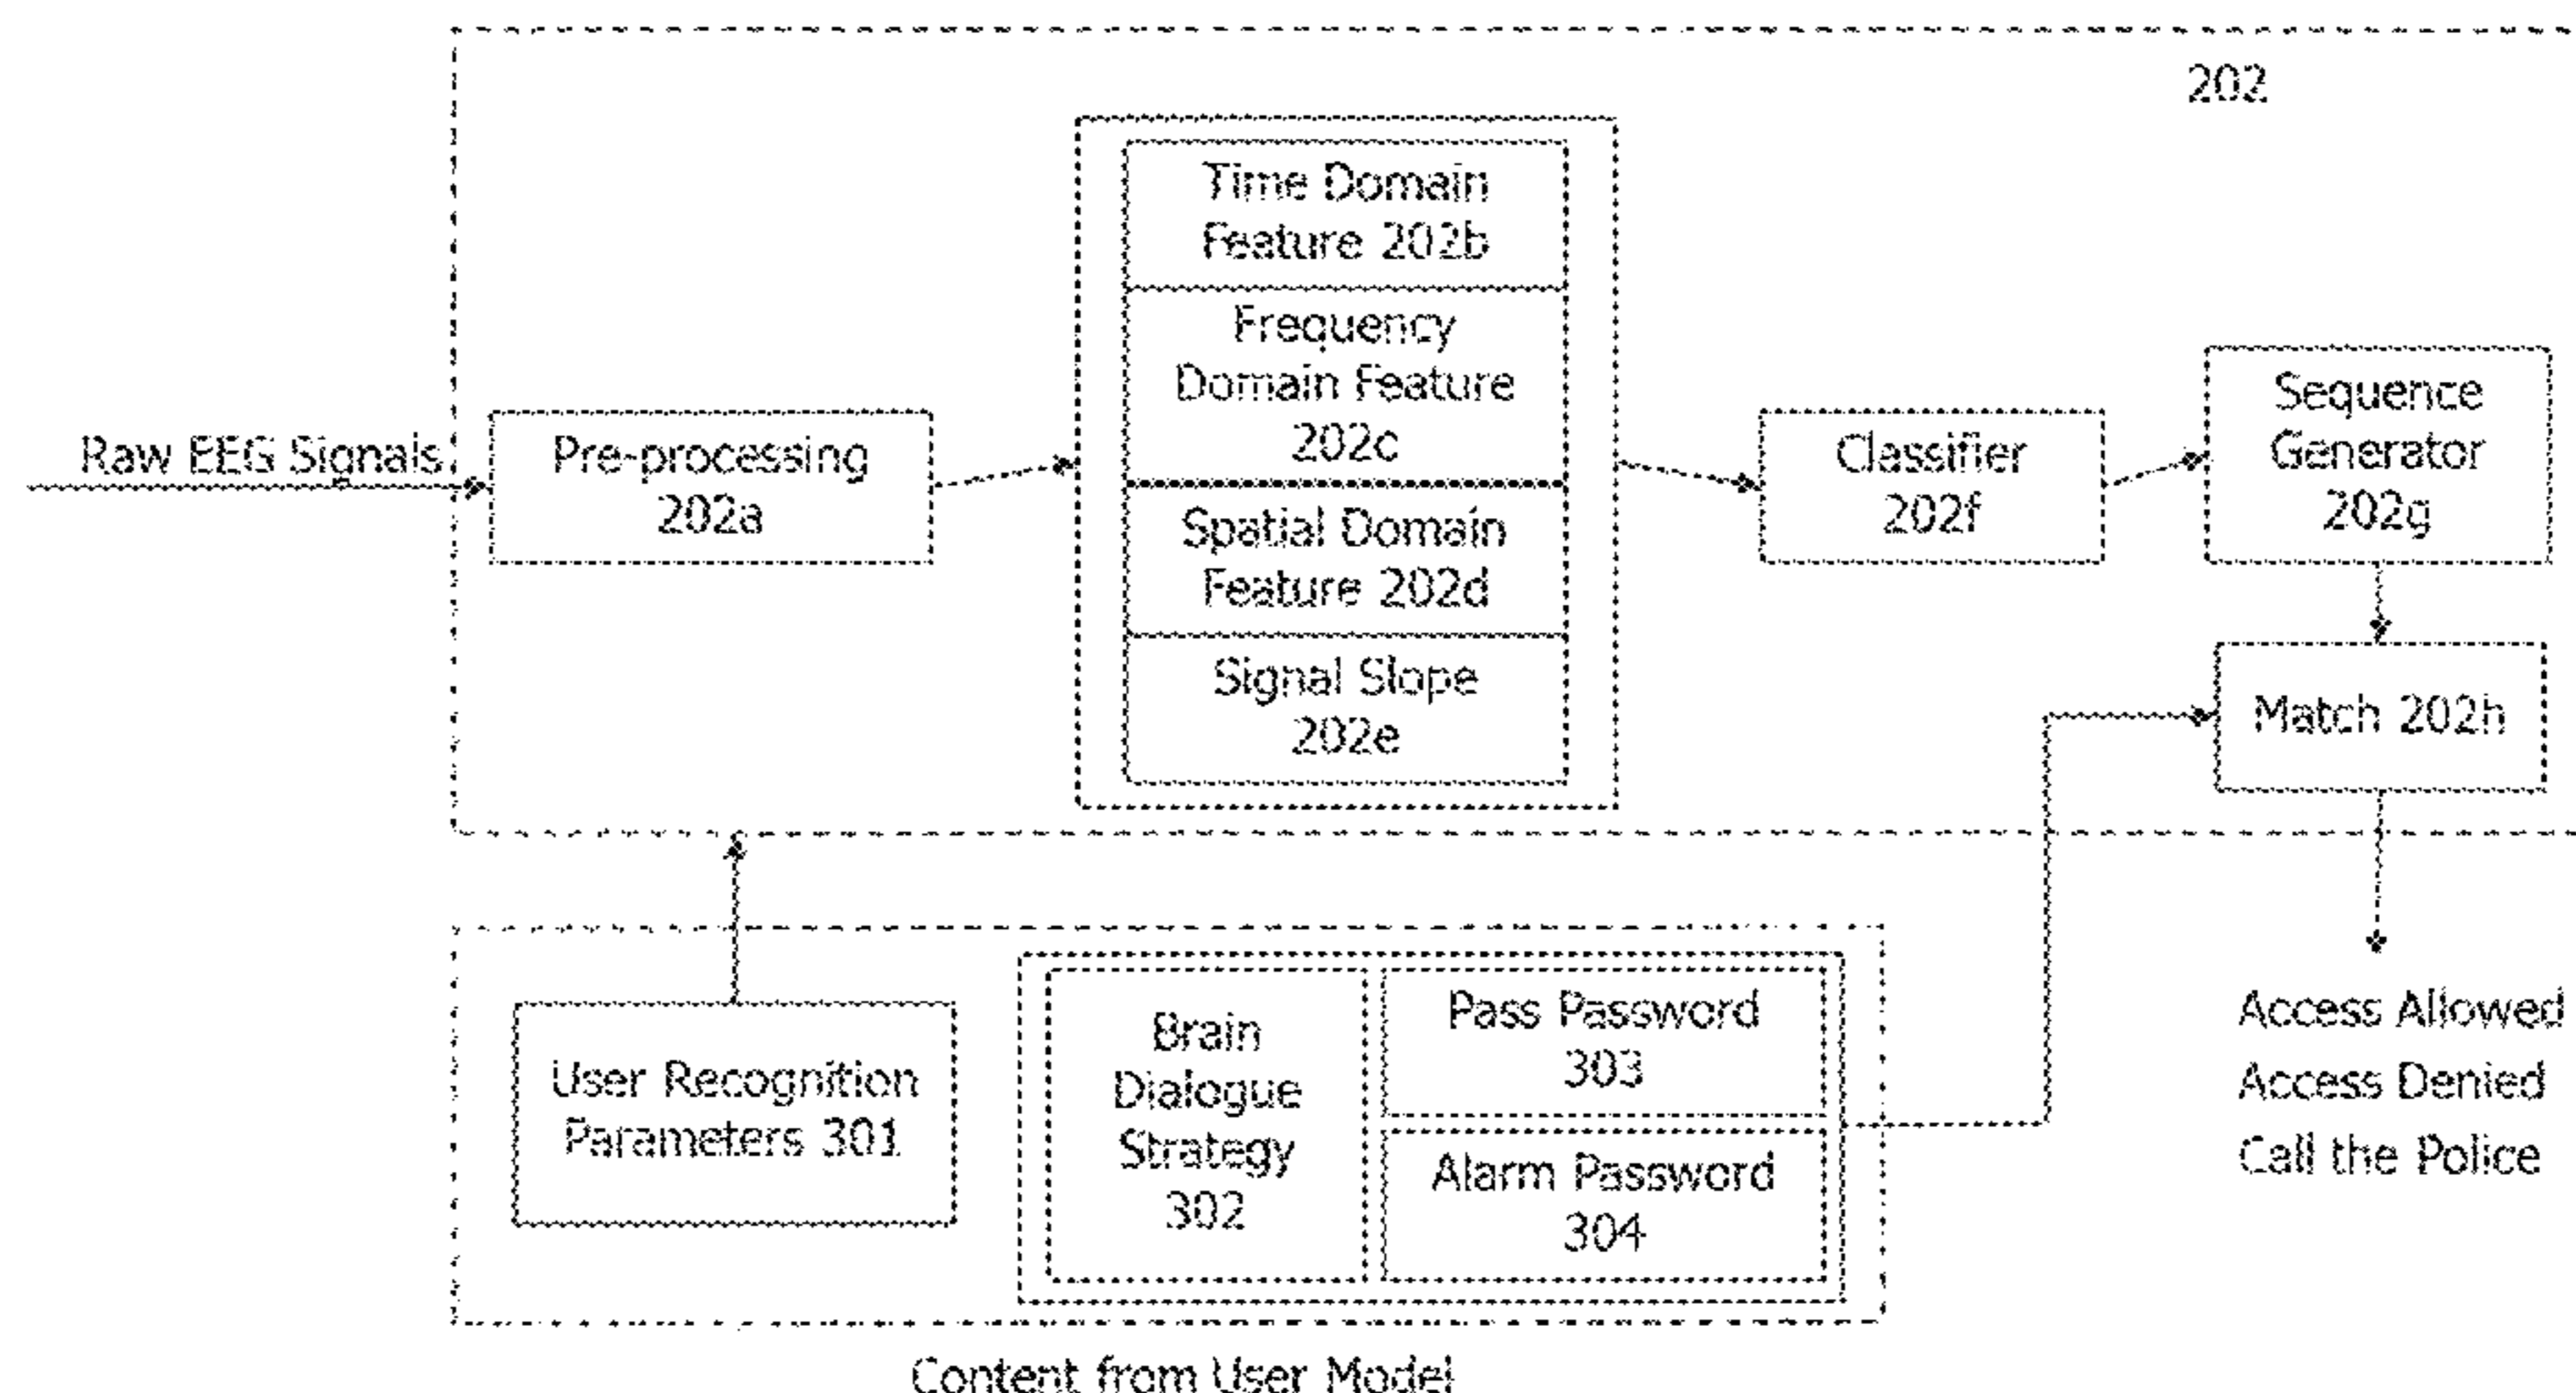 202
Time Domain
Feature 202b
Frequency
Domain Feature
202c
Spatial Domain
Feature 202d
Signal Slope
202e
Raw EEG Signals
Pre-processing
202a
Classifier
202f
Sequence
Generator
202g
Match 202h
User Recognition
Parameters 301
Brain
Dialogue
Strategy
302
Pass Password
303
Alarm Password
304
Access Allowed
Access Denied
Call the Police
Content from User Model